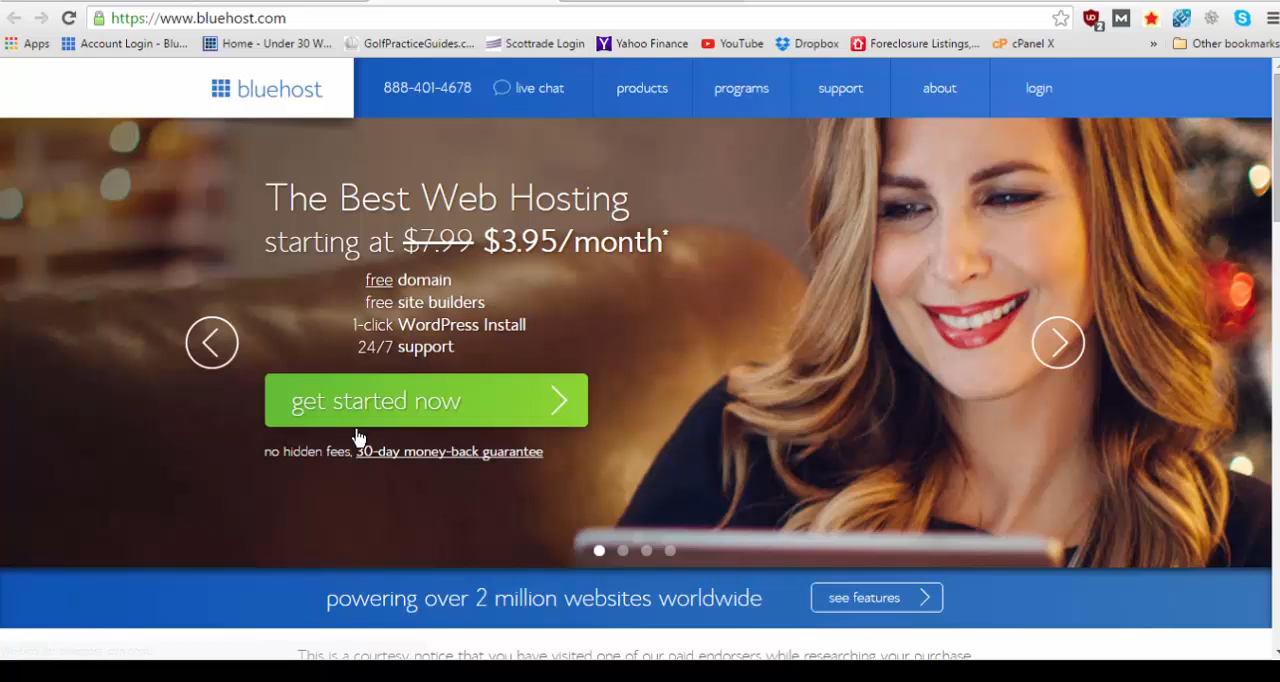 https://www.bluehost.com
2
M
Apps
Account Login - Blu...
Home - Under 30 W...
GolfPracticeGuides.c...
Scottrade Login
Yahoo Finance
YouTube
Dropbox
Foreclosure Listings,...
cP cPanel X
»
Other bookmarks
bluehost
888-401-4678
live chat
products
programs
support
about
login
The Best Web Hosting
starting at $7.99 $3.95/month*
free domain
free site builders
1-click WordPress Install
24/7 support
get started now
no hidden fees, 30-day money-back guarantee
powering over 2 million websites worldwide
see features
This is a courtesy notice that you have visited one of our paid endorsers while researching your purchase.